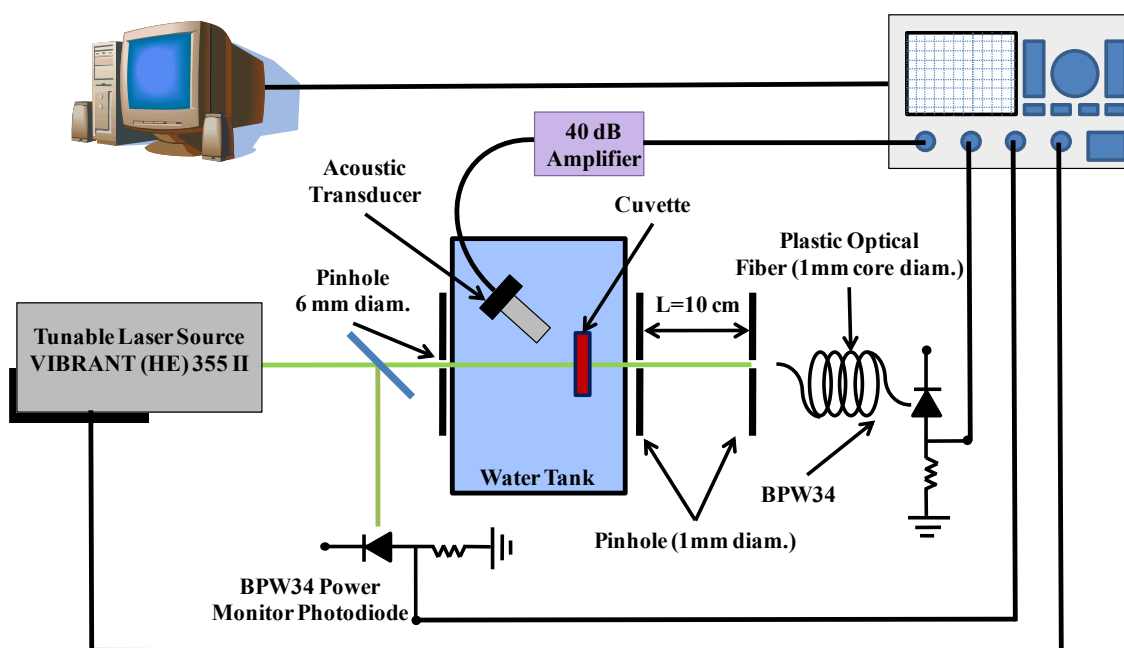 40 dB
Amplifier
Acoustic
Transducer
Cuvette
Plastic Optical
Fiber (1mm core diam.)
Pinhole
6 mm diam.
L=10 cm
Tunable Laser Source
VIBRANT (HE) 355 II
Water Tank
BPW34
Pinhole (1mm diam.)
BPW34 Power
Monitor Photodiode